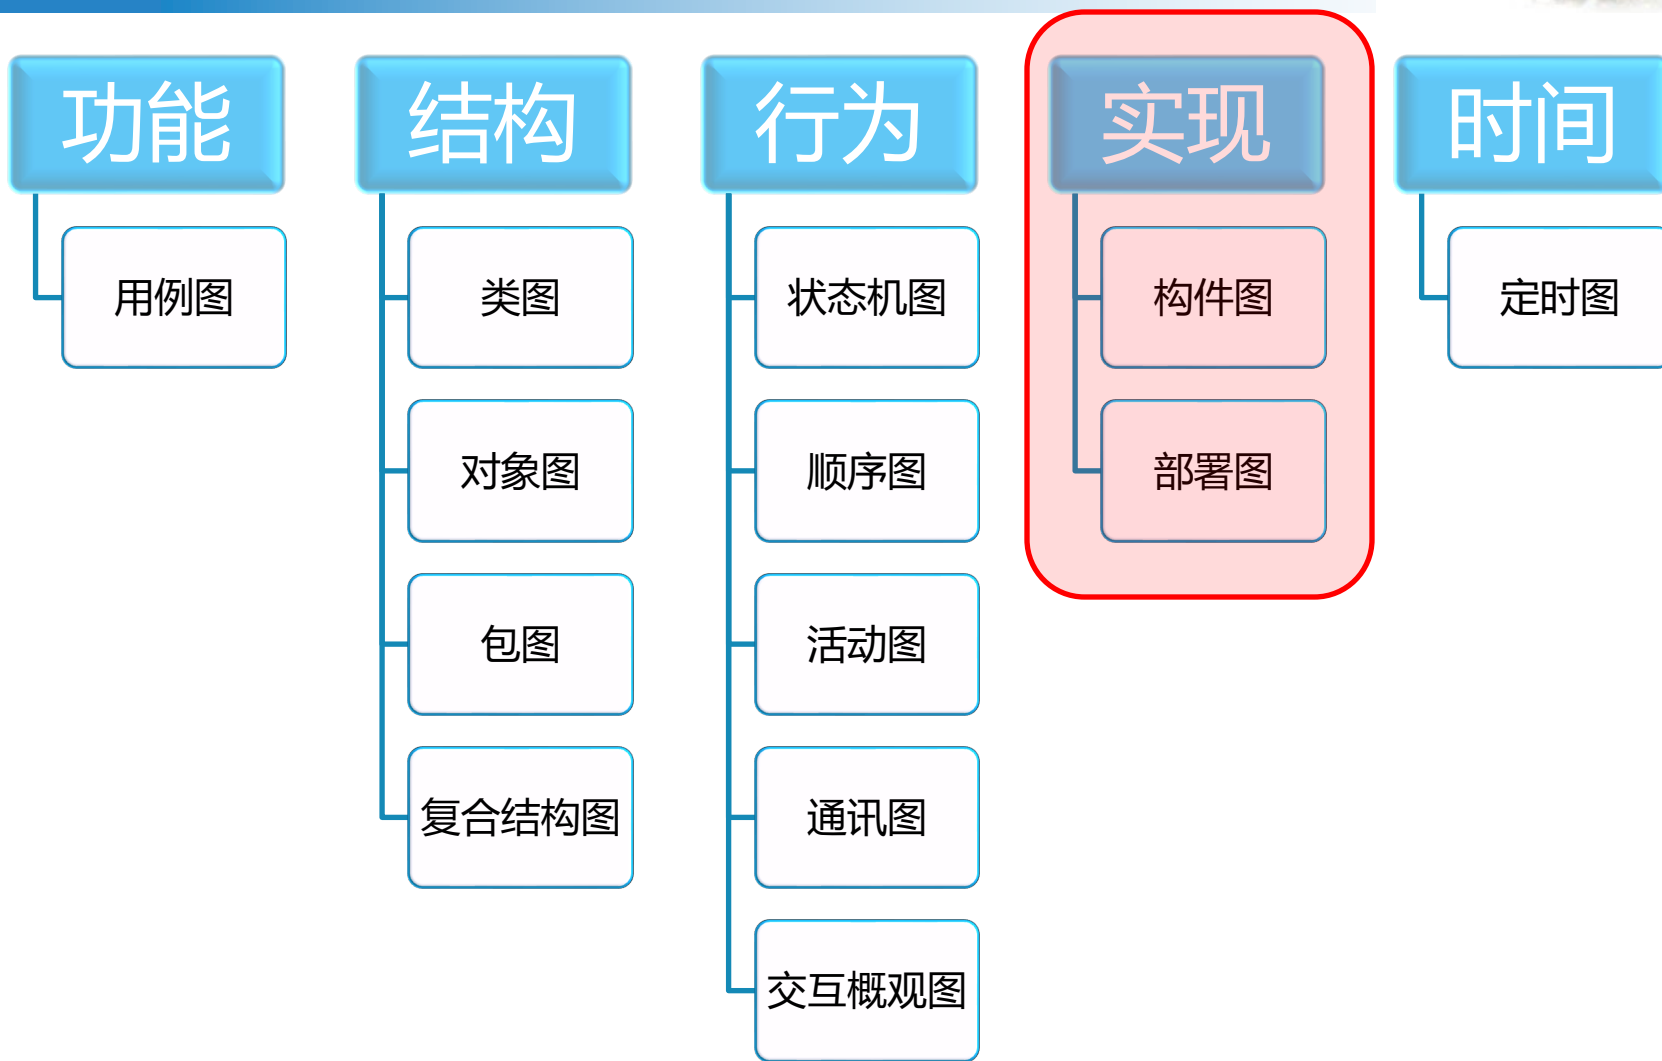 功能
用例图
结构
类图
对象图
包图
复合结构图
行为
状态机图
顺序图
活动图
通讯图
交互概观图
实现
构件图
部署图
时间
定时图